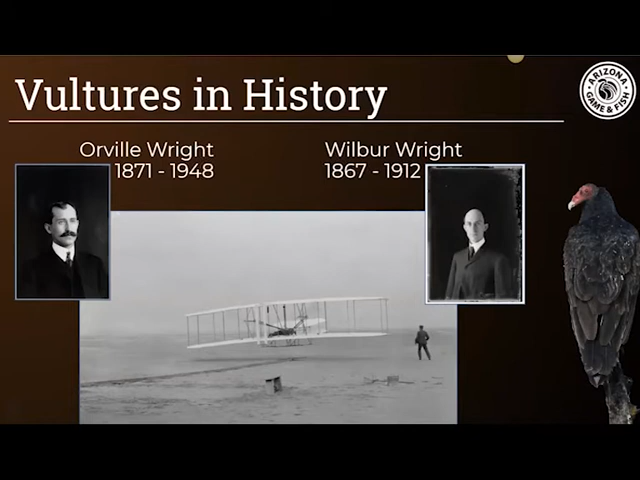 Vultures in History
ARIZONA
GAME & FISH
Orville Wright
1871 - 1948
Wilbur Wright
1867 - 1912